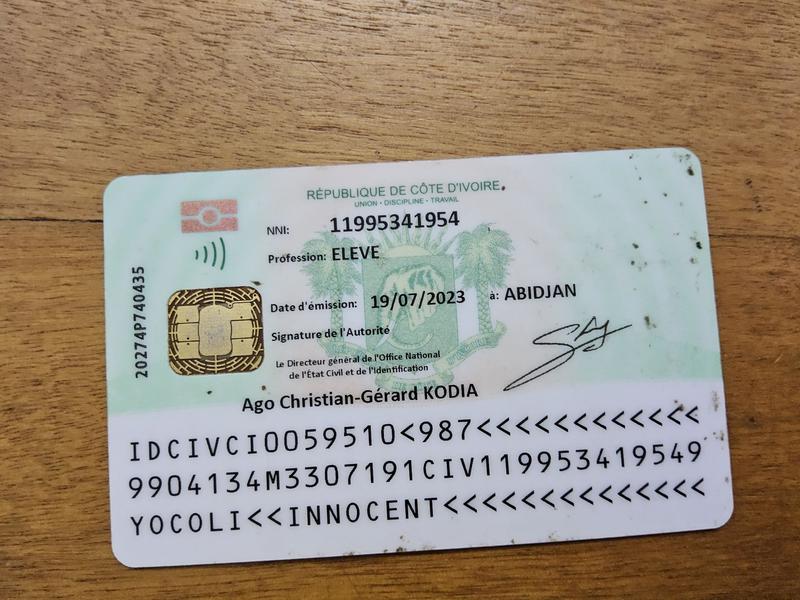 RÉPUBLIQUE DE CÔTE D'IVOIRE
UNION - DISCIPLINE - TRAVAIL
NNI: 11995341954
Profession: ELEVE
Date d'émission: 19/07/2023 à: ABIDJAN
Signature de l'Autorité
Le Directeur général de l'Office National
de l'État Civil et de l'Identification
Ago Christian-Gérard KODIA
20274P740435
IDCIVCI0059510<987<<<<<<<<<<<<
9904134M3307191CIV119953419549
YOCOLI<<INNOCENT<<<<<<<<<<<<<<